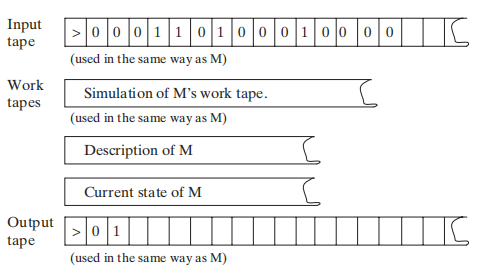 Input
tape
> 0 0 0 1 1 0 1 0 0 0 1 0 0 0 0
(used in the same way as M)
Work
tapes
Simulation of M's work tape.
(used in the same way as M)
Description of M
Current state of M
Output
tape
> 0 1
(used in the same way as M)